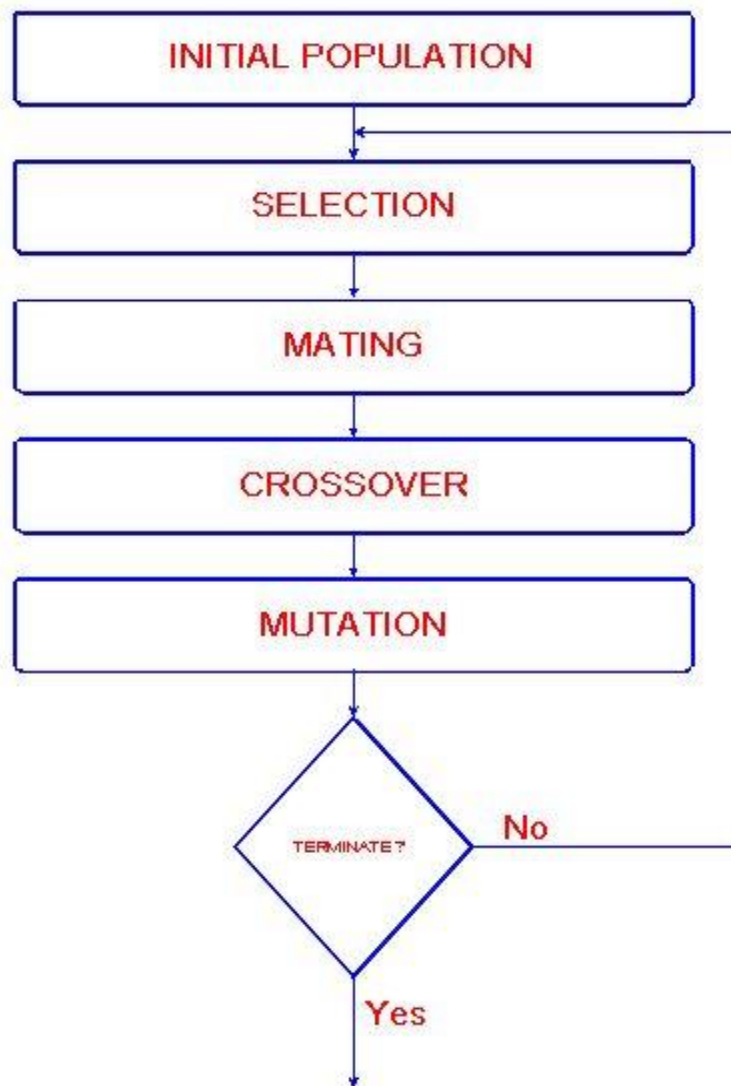 INITIAL POPULATION
SELECTION
MATING
CROSSOVER
MUTATION
TERMINATE?
No
Yes